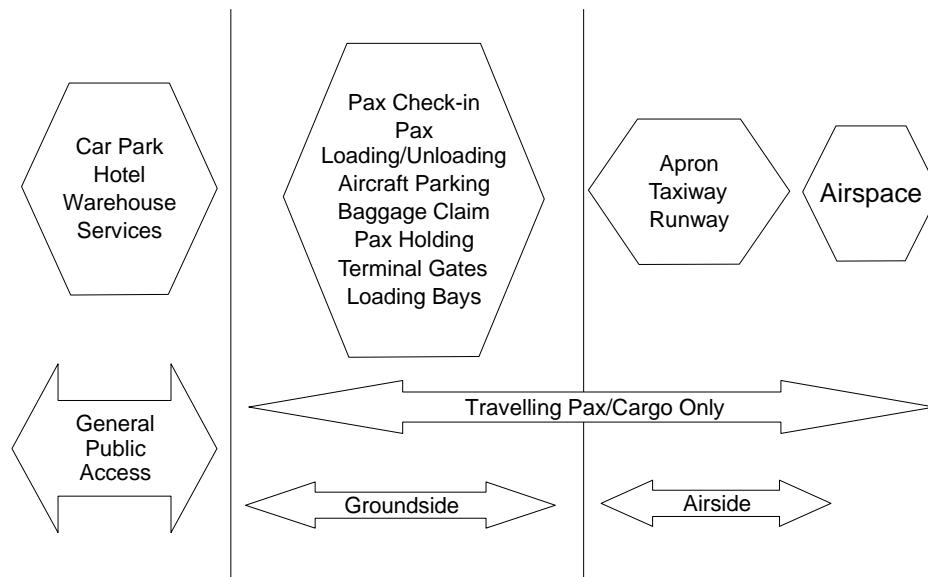 Car Park
Hotel
Warehouse
Services
Pax Check-in
Pax
Loading/Unloading
Aircraft Parking
Baggage Claim
Pax Holding
Terminal Gates
Loading Bays
Apron
Taxiway
Runway
Airspace
General
Public
Access
Travelling Pax/Cargo Only
Groundside
Airside